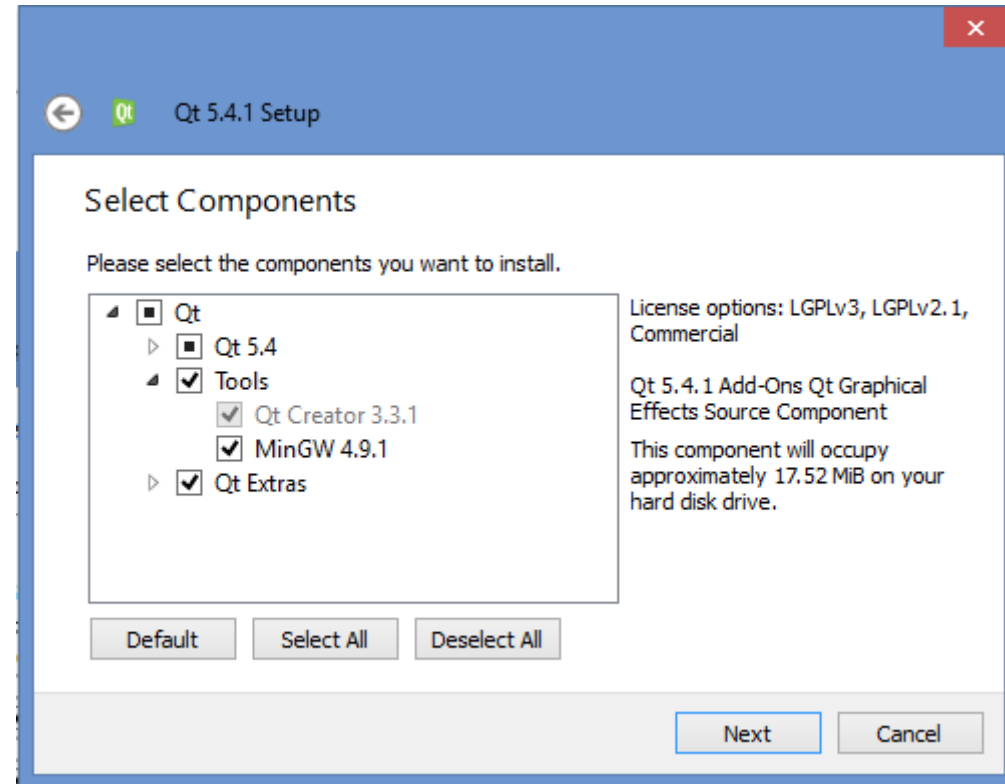 Qt
Qt 5.4.1 Setup
Select Components
Please select the components you want to install.
Qt
Qt 5.4
Tools
Qt Creator 3.3.1
MinGW 4.9.1
Qt Extras
License options: LGPLv3, LGPLv2.1,
Commercial
Qt 5.4.1 Add-Ons Qt Graphical
Effects Source Component
This component will occupy
approximately 17.52 MiB on your
hard disk drive.
Default
Select All
Deselect All
Next
Cancel